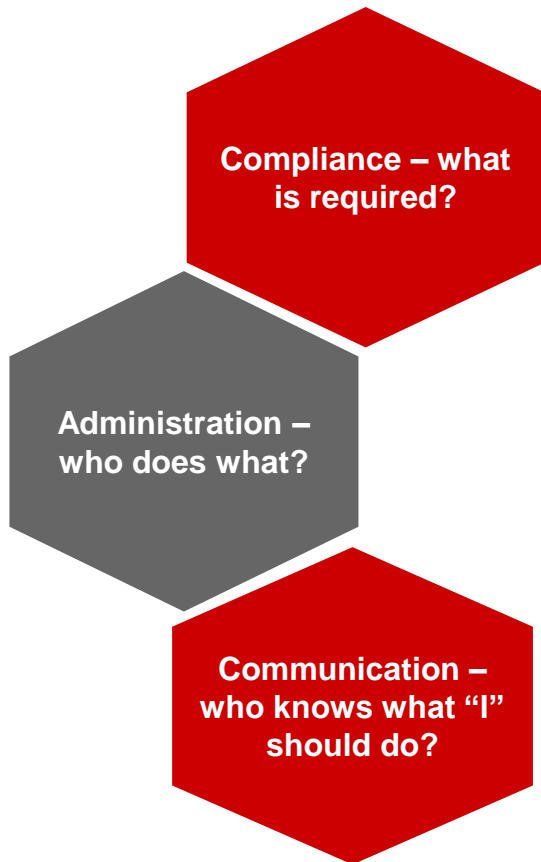 Compliance – what
is required?
Administration –
who does what?
Communication –
who knows what “I”
should do?